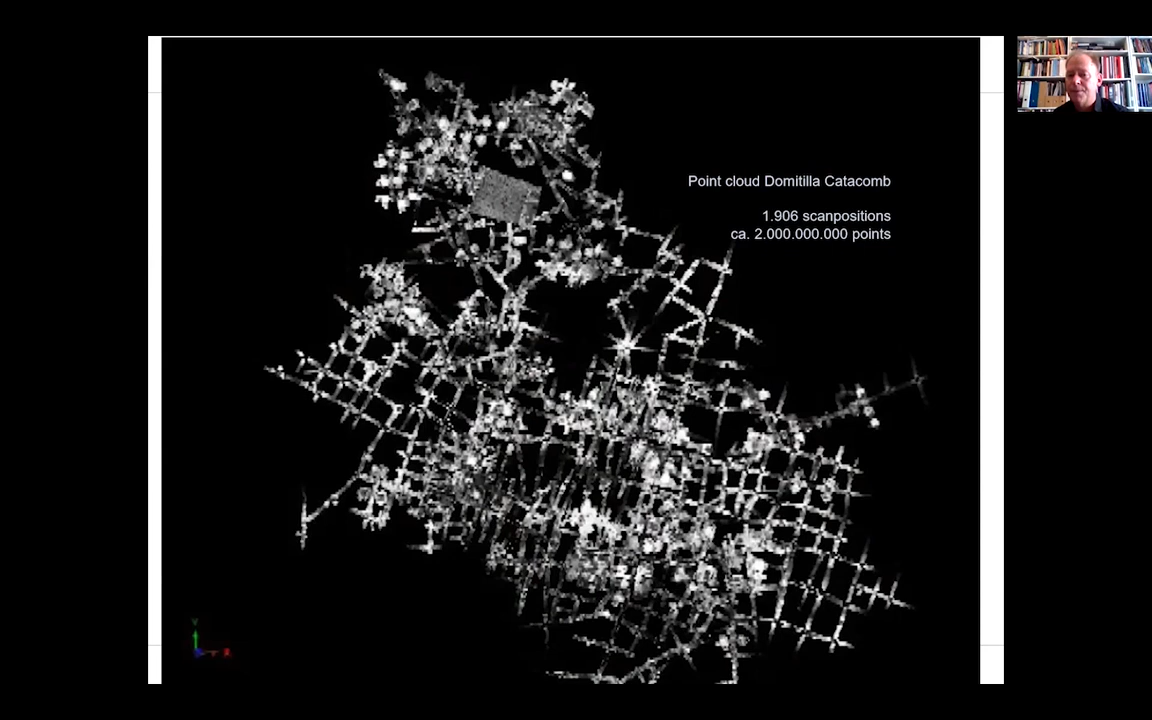 Point cloud Domitilla Catacomb
1.906 scanpositions
ca. 2.000.000.000 points